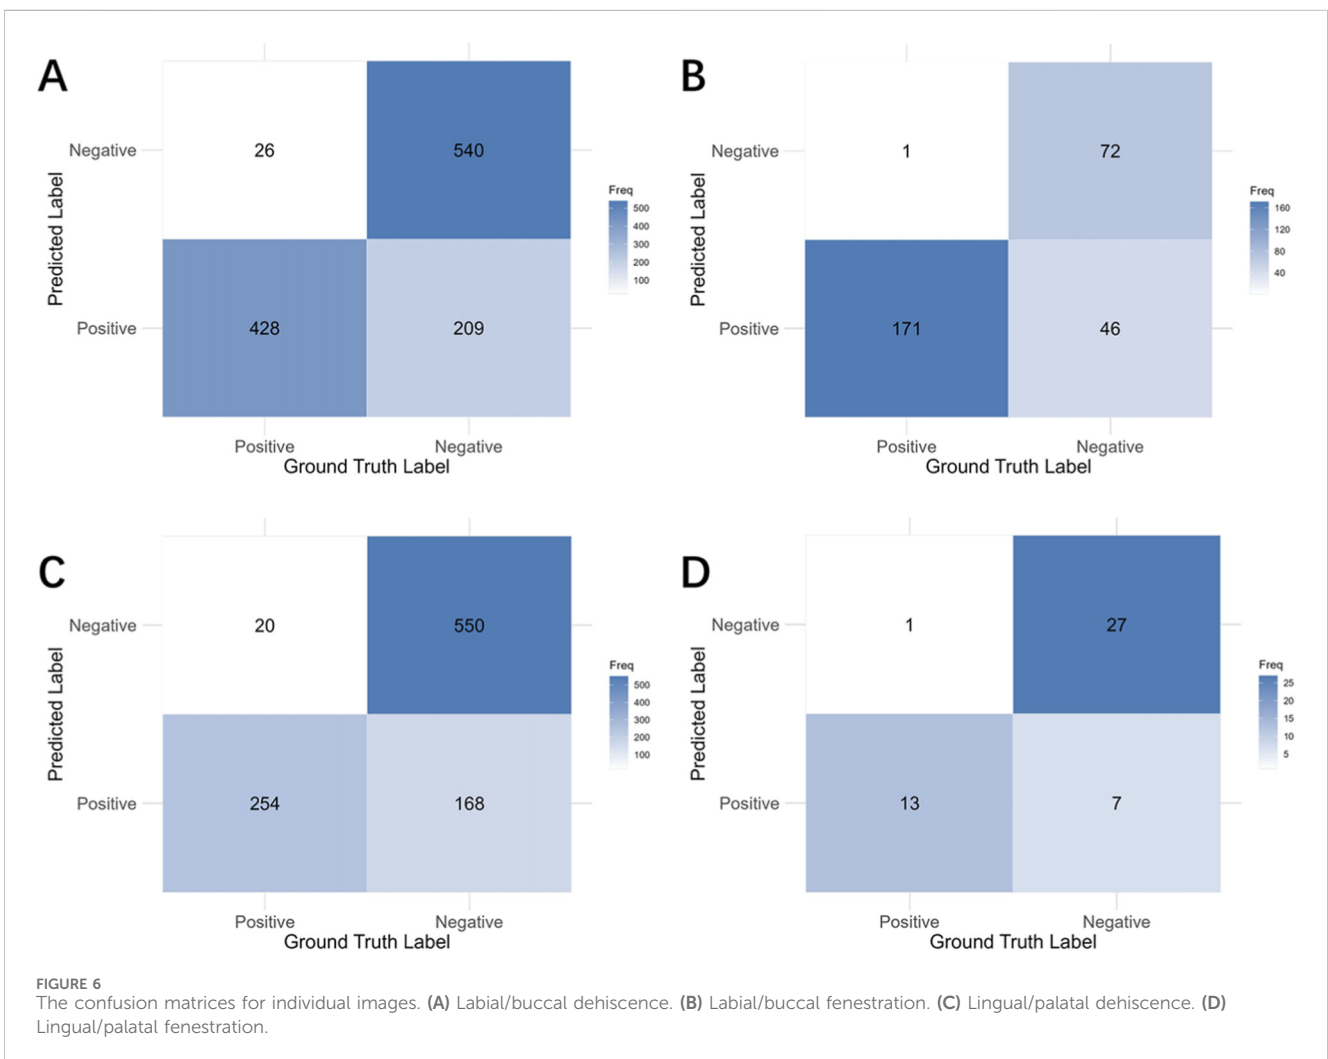 A
Negative
26
540
Predicted Label
Positive
428
209
Positive
Negative
Ground Truth Label
Freq
500
400
300
200
100
B
Negative
1
72
Predicted Label
Positive
171
46
Positive
Negative
Ground Truth Label
Freq
160
120
80
40
C
Negative
20
550
Predicted Label
Positive
254
168
Positive
Negative
Ground Truth Label
Freq
500
400
300
200
100
D
Negative
1
27
Predicted Label
Positive
13
7
Positive
Negative
Ground Truth Label
Freq
25
20
15
10
5
FIGURE 6
The confusion matrices for individual images. (A) Labial/buccal dehiscence. (B) Labial/buccal fenestration. (C) Lingual/palatal dehiscence. (D)
Lingual/palatal fenestration.